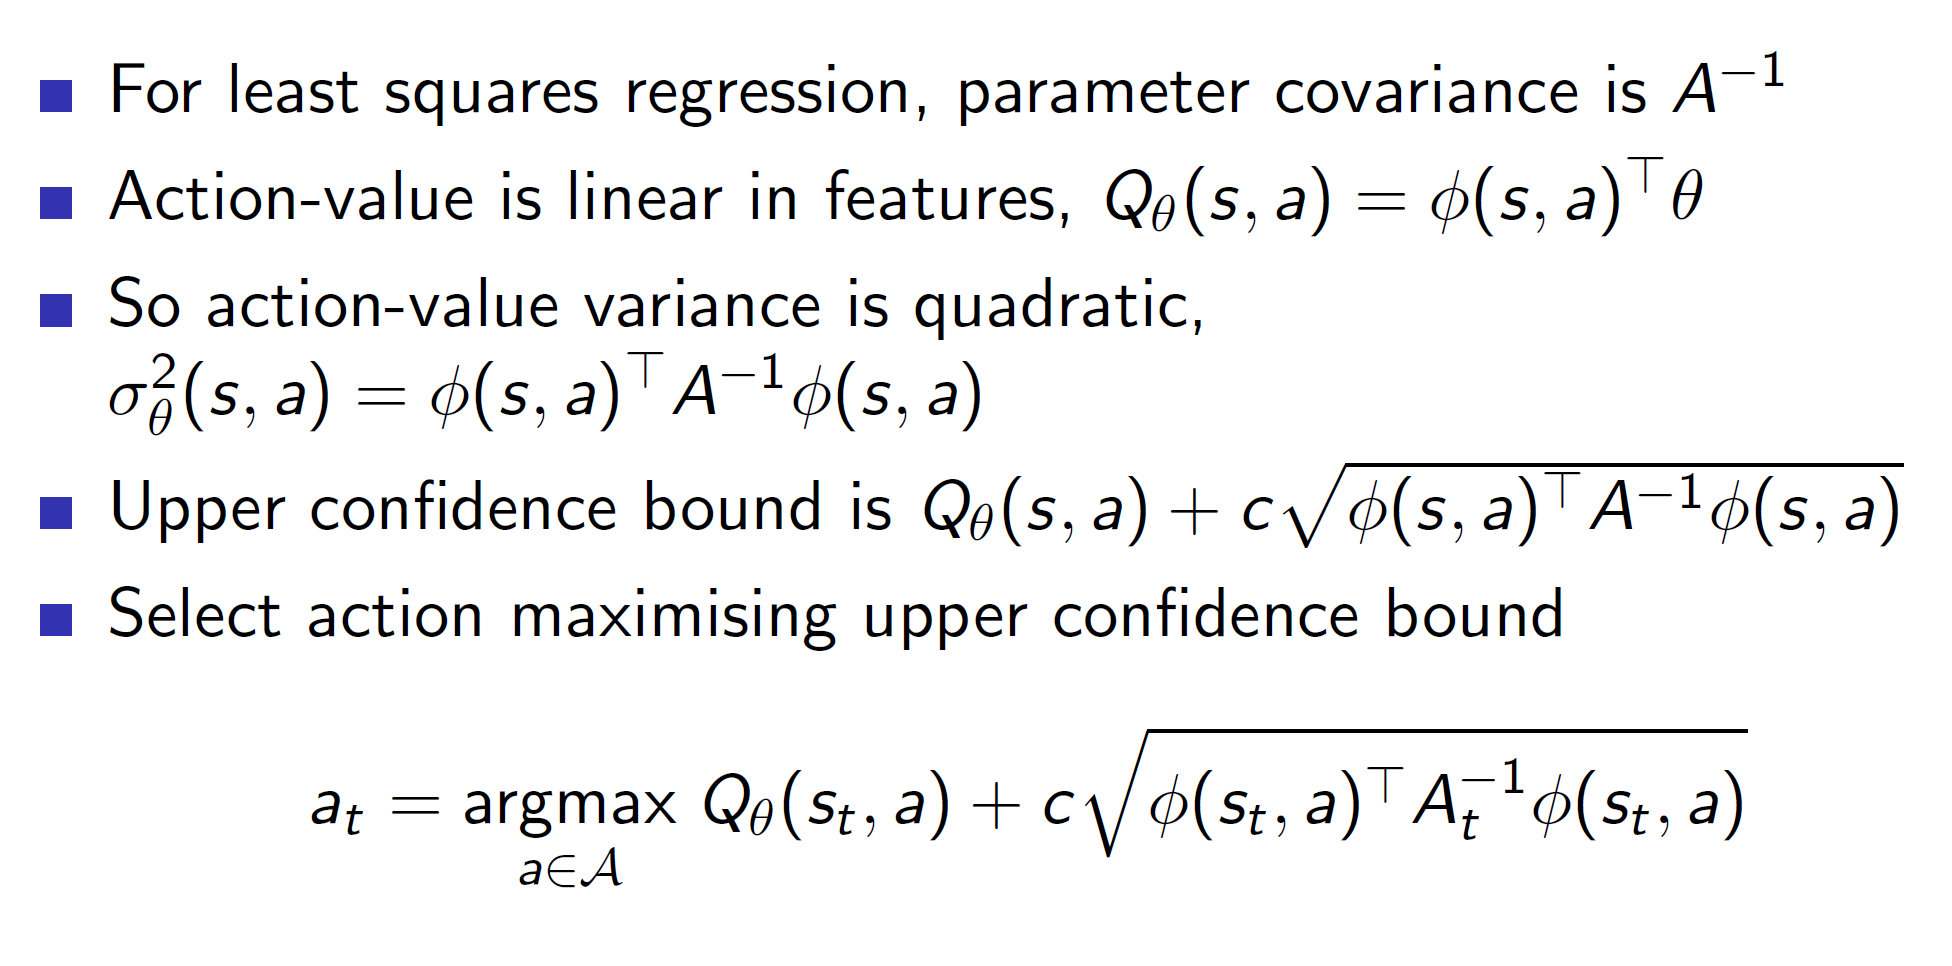 ■ For least squares regression, parameter covariance is $A^{-1}$
■ Action-value is linear in features, $Q_\theta(s, a) = \phi(s, a)^\top \theta$
■ So action-value variance is quadratic,
$\sigma_\theta^2(s, a) = \phi(s, a)^\top A^{-1} \phi(s, a)$
■ Upper confidence bound is $Q_\theta(s, a) + c\sqrt{\phi(s, a)^\top A^{-1} \phi(s, a)}$
■ Select action maximising upper confidence bound
$a_t = \underset{a \in \mathcal{A}}{\operatorname{argmax}}\ Q_\theta(s_t, a) + c\sqrt{\phi(s_t, a)^\top A_t^{-1} \phi(s_t, a)}$